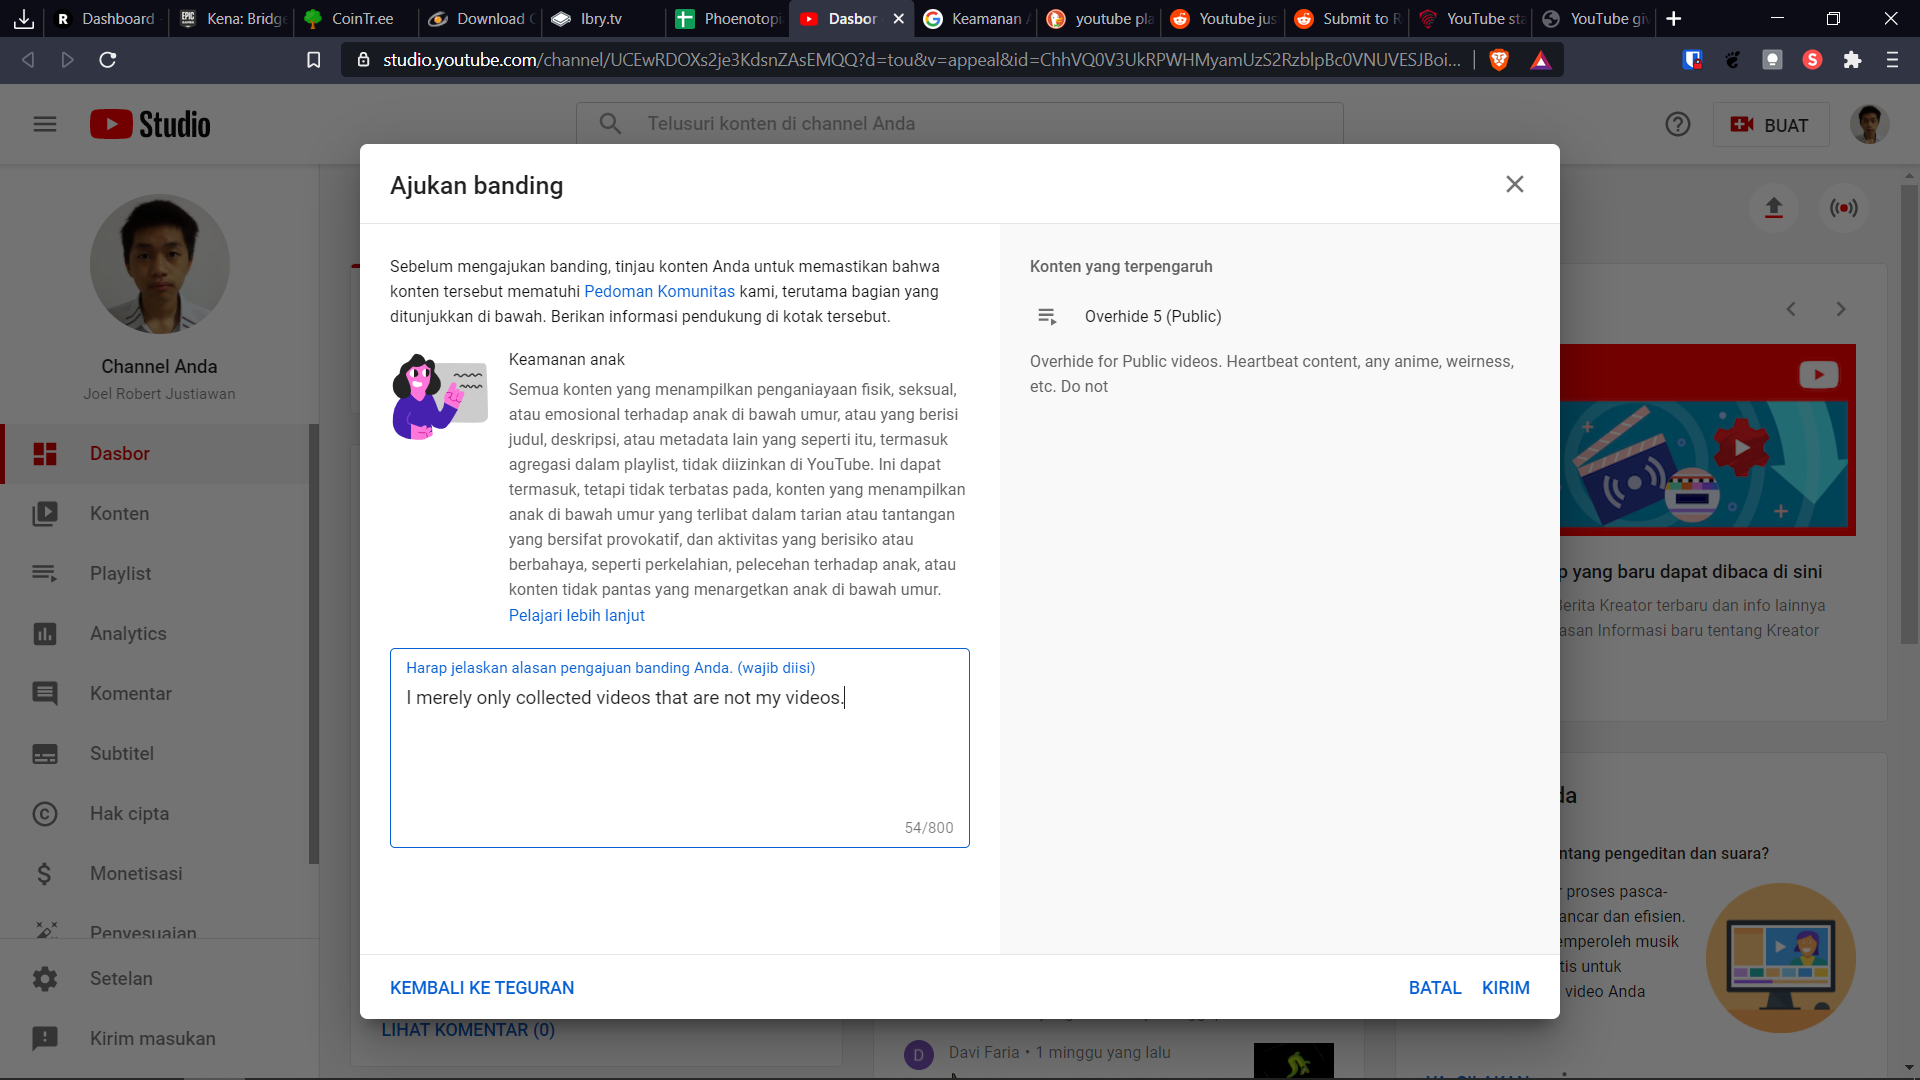 Dashboard
Kena: Bridge
CoinTr.ee
Download
lbry.tv
Phoenotopi
Dasbor
Keamanan
youtube pla
Youtube jus
Submit to R
YouTube sta
YouTube giv
studio.youtube.com/channel/UCEwRDOXs2je3KdsnZAsEMQQ?d=tou&v=appeal&id=ChhVQ0V3UkRPWHMyamUzS2RzblpBc0VNUVESJBoi...
Studio
Telusuri konten di channel Anda
BUAT
Channel Anda
Joel Robert Justiawan
Dasbor
Konten
Playlist
Analytics
Komentar
Subtitel
Hak cipta
Monetisasi
Penyesuaian
Setelan
Kirim masukan
Ajukan banding
Sebelum mengajukan banding, tinjau konten Anda untuk memastikan bahwa
konten tersebut mematuhi Pedoman Komunitas kami, terutama bagian yang
ditunjukkan di bawah. Berikan informasi pendukung di kotak tersebut.
Keamanan anak
Semua konten yang menampilkan penganiayaan fisik, seksual,
atau emosional terhadap anak di bawah umur, atau yang berisi
judul, deskripsi, atau metadata lain yang seperti itu, termasuk
agregasi dalam playlist, tidak diizinkan di YouTube. Ini dapat
termasuk, tetapi tidak terbatas pada, konten yang menampilkan
anak di bawah umur yang terlibat dalam tarian atau tantangan
yang bersifat provokatif, dan aktivitas yang berisiko atau
berbahaya, seperti perkelahian, pelecehan terhadap anak, atau
konten tidak pantas yang menargetkan anak di bawah umur.
Pelajari lebih lanjut
Harap jelaskan alasan pengajuan banding Anda. (wajib diisi)
I merely only collected videos that are not my videos.
54/800
Konten yang terpengaruh
Overhide 5 (Public)
Overhide for Public videos. Heartbeat content, any anime, weirness,
etc. Do not
KEMBALI KE TEGURAN
BATAL
KIRIM
p yang baru dapat dibaca di sini
Berita Kreator terbaru dan info lainnya
asan Informasi baru tentang Kreator
da
ntang pengeditan dan suara?
r proses pasca-
ancar dan efisien.
emperoleh musik
tis untuk
video Anda
LIHAT KOMENTAR (0)
D
Davi Faria • 1 minggu yang lalu